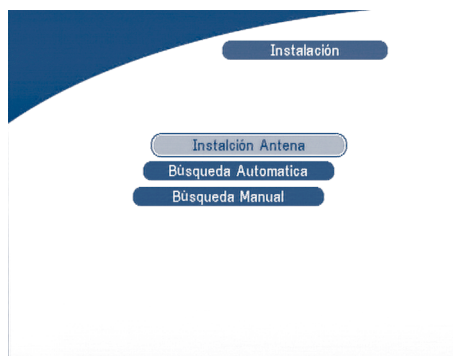 Instalación
Instalción Antena
Búsqueda Automatica
Búsqueda Manual